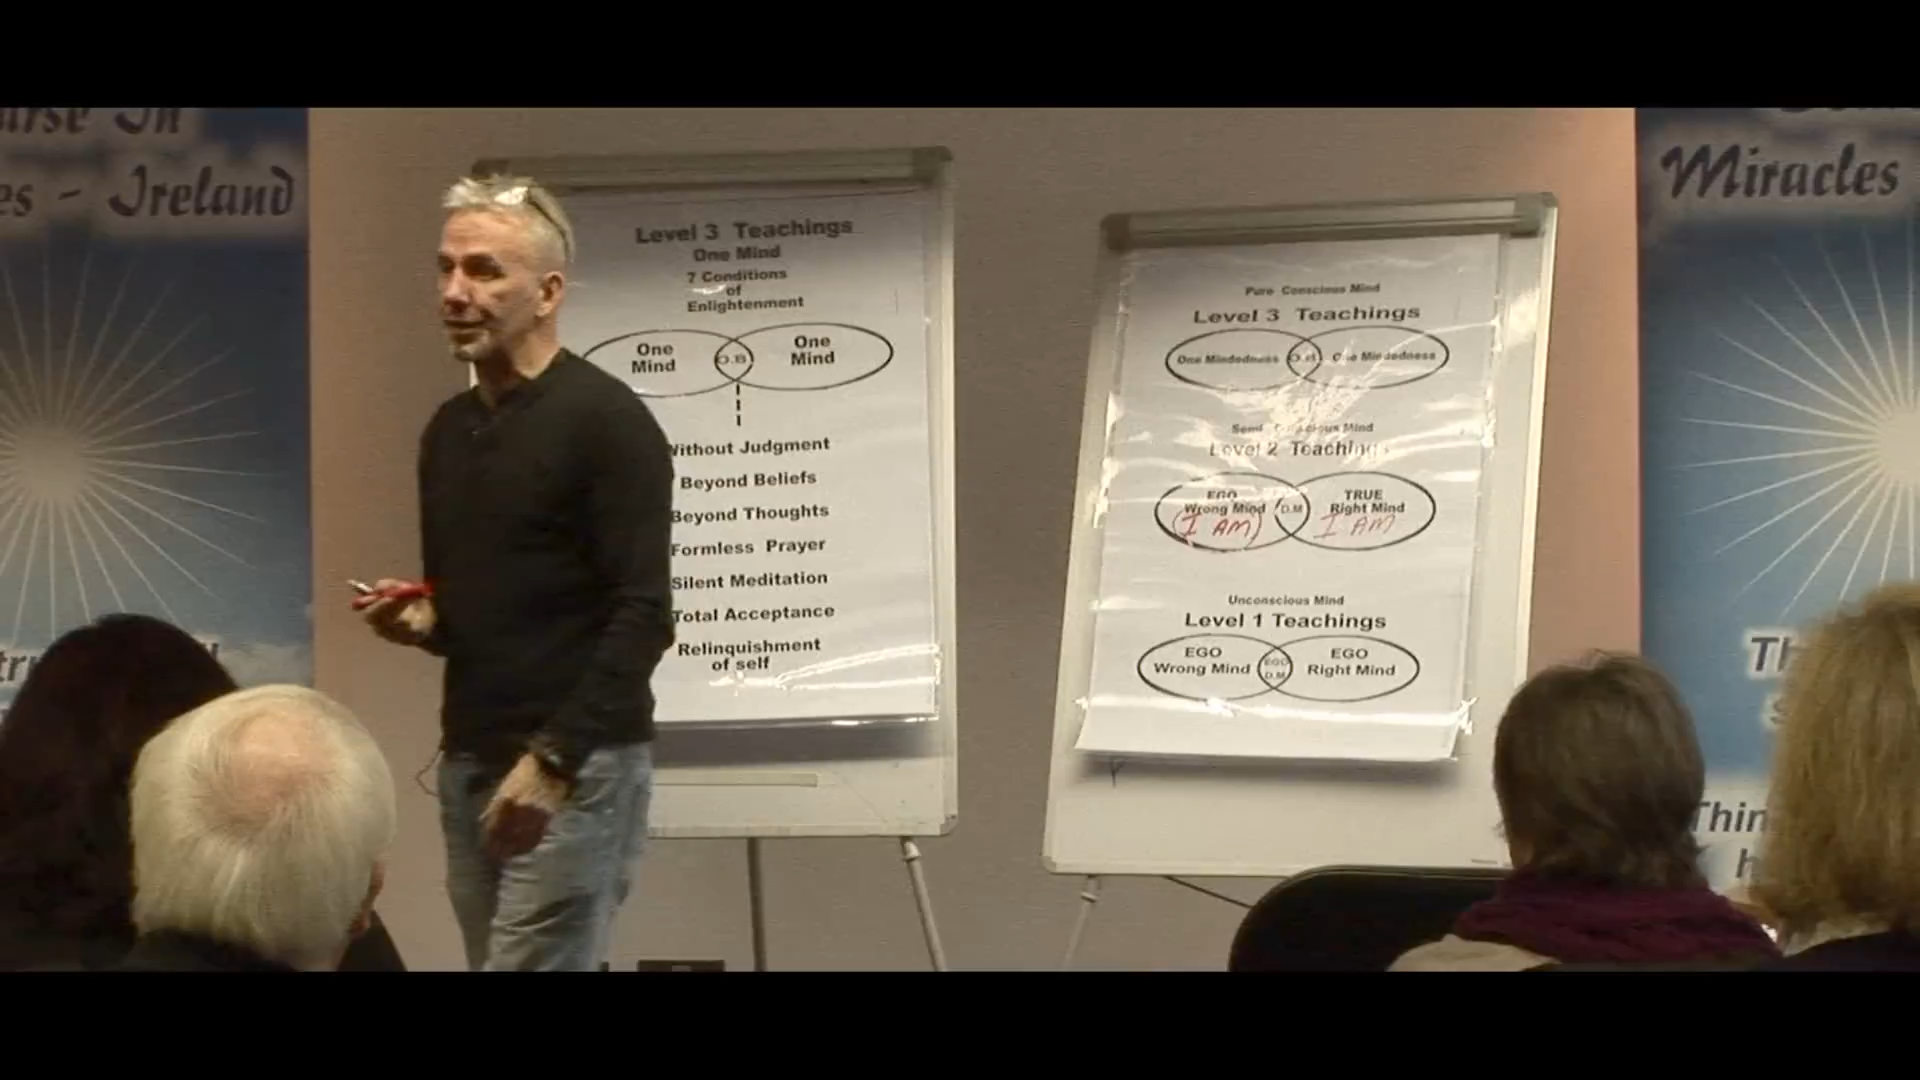 In
- Ireland
Level 3 Teachings
One Mind
7 Conditions
of
Enlightenment
One
Mind
O.B
One
Mind
Without Judgment
Beyond Beliefs
Beyond Thoughts
Formless Prayer
Silent Meditation
Total Acceptance
Relinquishment
of self
Pure Conscious Mind
Level 3 Teachings
One Mindedness
One Mindedness
Mind
Level 2 Teachings
EGO
Wrong Mind
(I AM)
D.M
TRUE
Right Mind
I AM
Unconscious Mind
Level 1 Teachings
EGO
Wrong Mind
EGO
D.M
EGO
Right Mind
Miracles